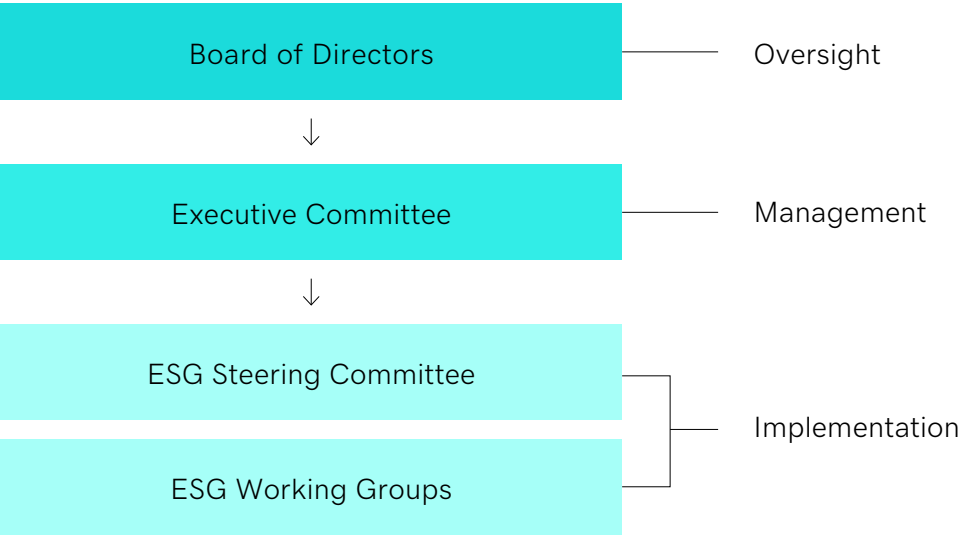 Board of Directors
Oversight
Executive Committee
Management
ESG Steering Committee
Implementation
ESG Working Groups